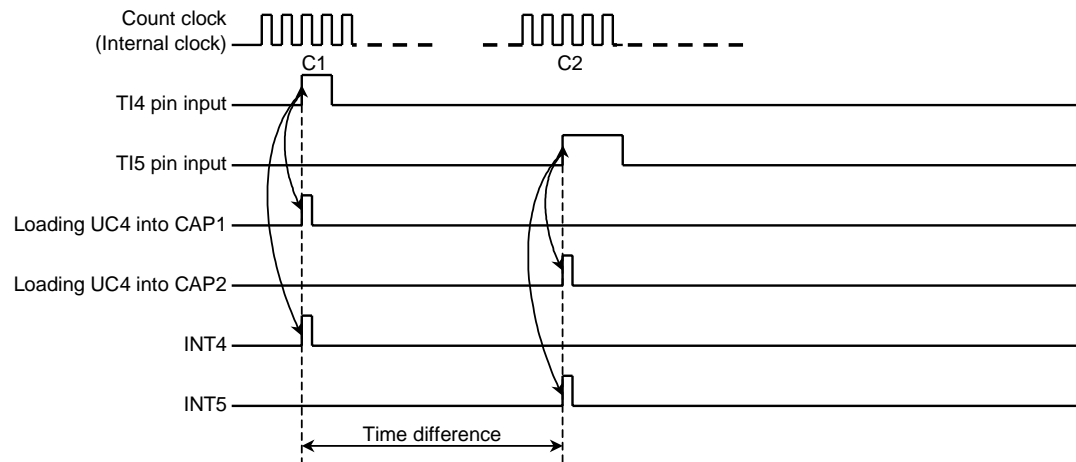 Count clock
(Internal clock)
C1
C2
TI4 pin input
TI5 pin input
Loading UC4 into CAP1
Loading UC4 into CAP2
INT4
INT5
Time difference